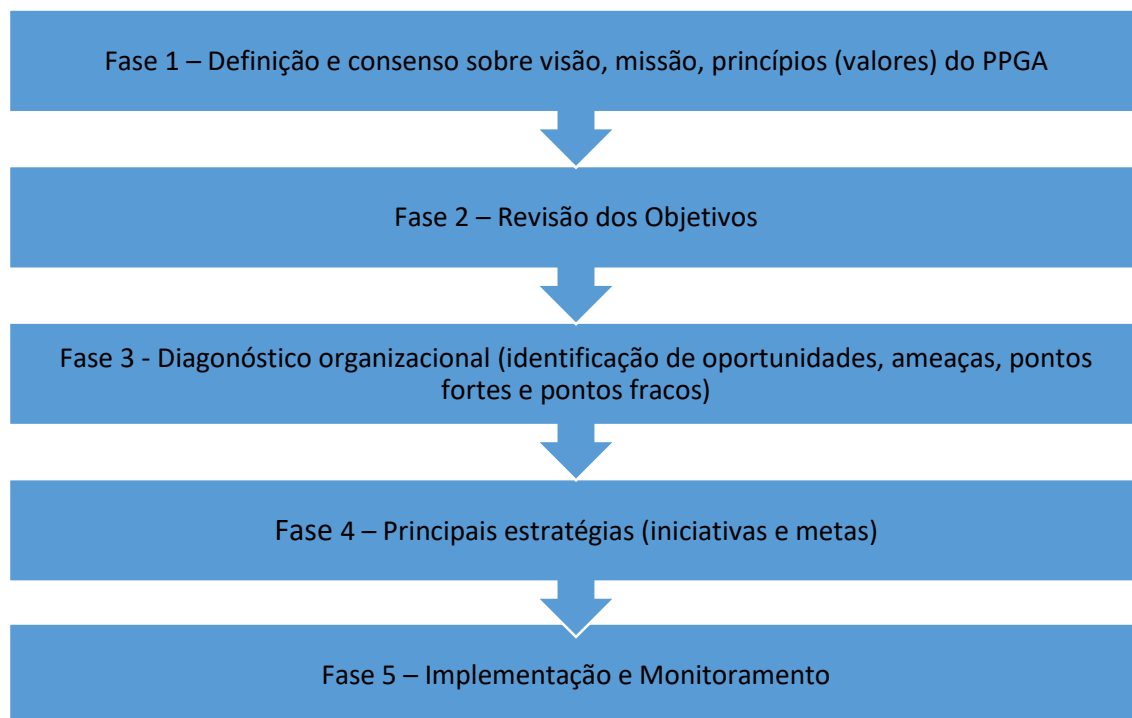 Fase 1 – Definição e consenso sobre visão, missão, princípios (valores) do PPGA
Fase 2 – Revisão dos Objetivos
Fase 3 - Diagonóstico organizacional (identificação de oportunidades, ameaças, pontos
fortes e pontos fracos)
Fase 4 – Principais estratégias (iniciativas e metas)
Fase 5 – Implementação e Monitoramento